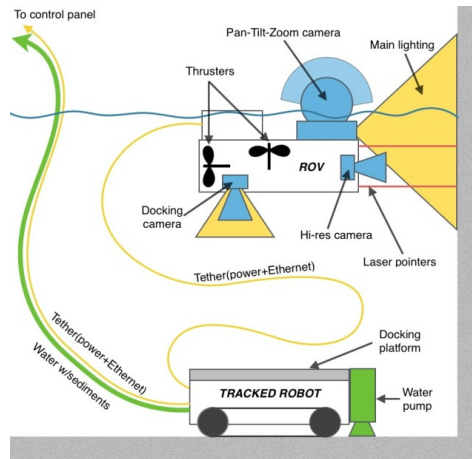 To control panel
Pan-Tilt-Zoom camera
Main lighting
Thrusters
ROV
Docking
camera
Hi-res camera
Laser pointers
Tether(power+Ethernet)
Tether(power+Ethernet)
Water w/sediments
Docking
platform
TRACKED ROBOT
Water
pump